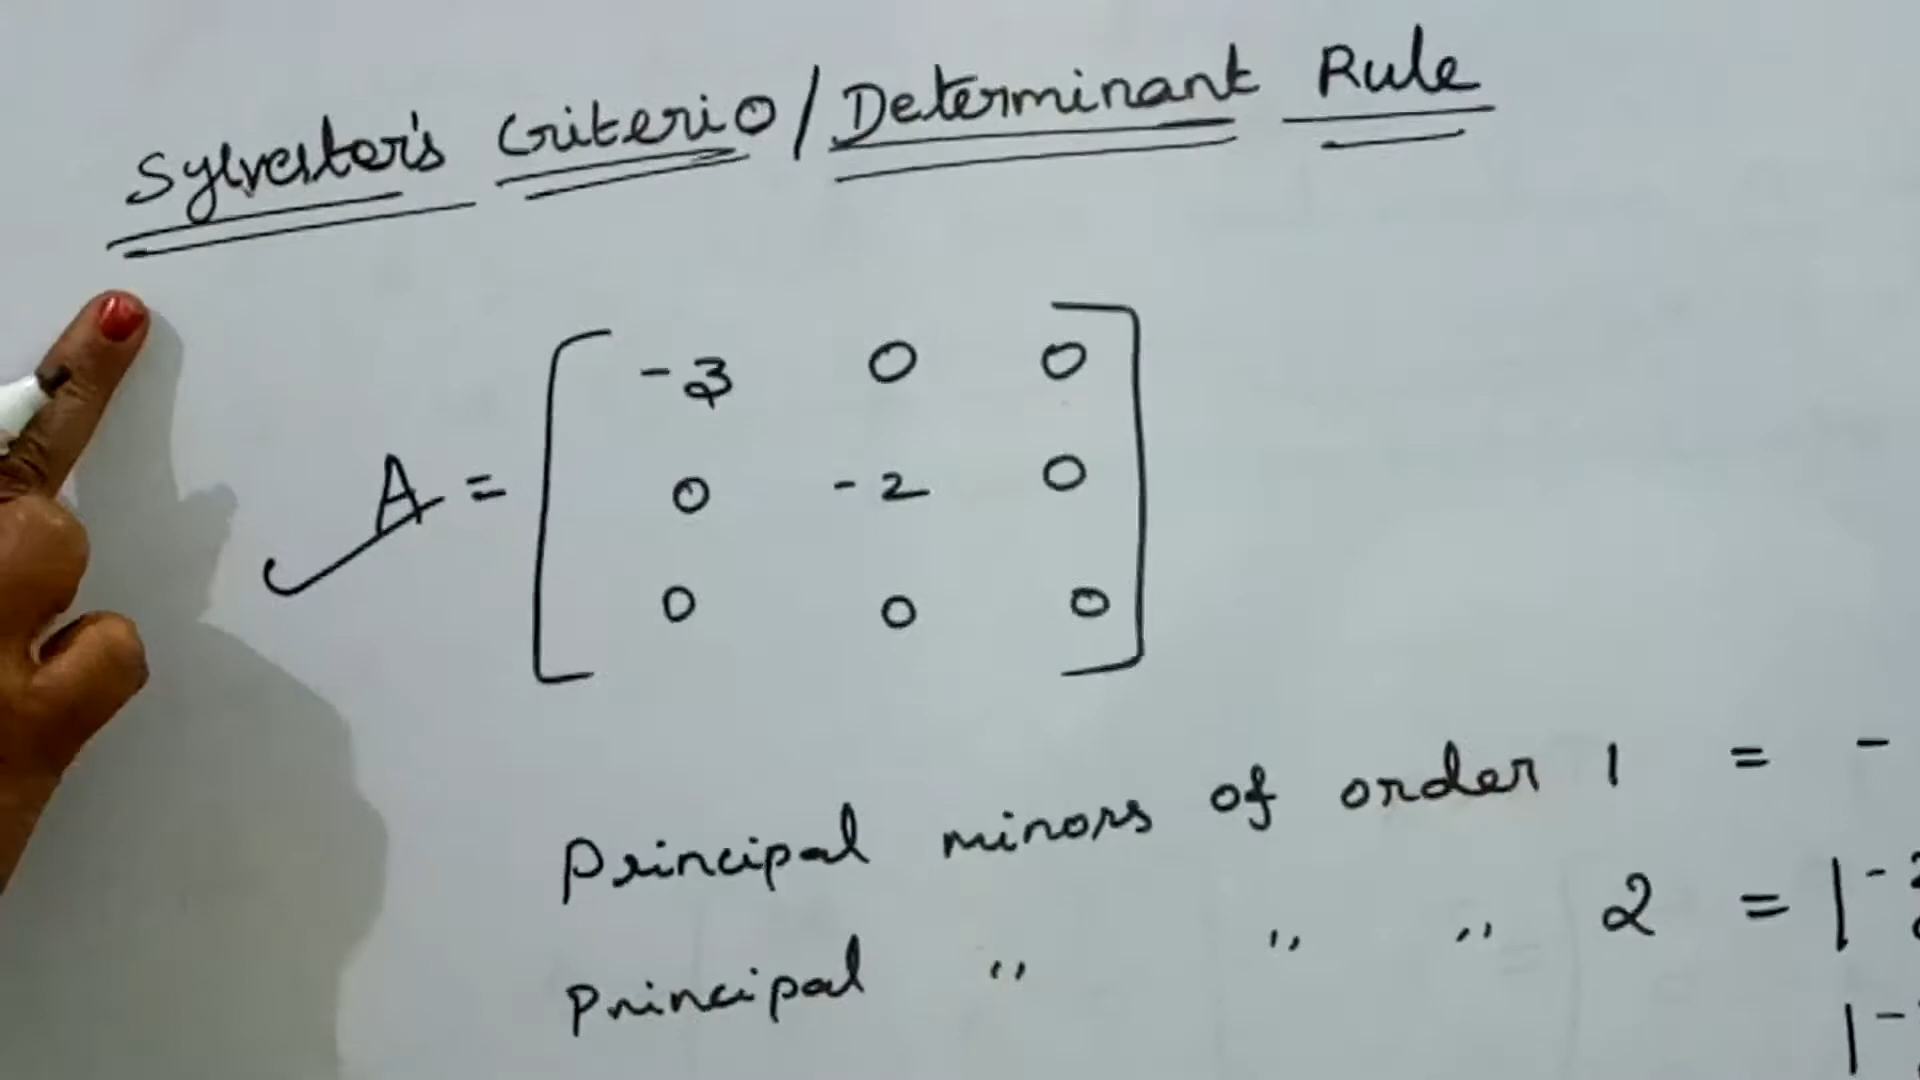 Sylvester's Criterio / Determinant Rule
A = [ -3 0 0
0 -2 0
0 0 0 ]
Principal minors of order 1 = -
Principal " " " 2 = | -
| -